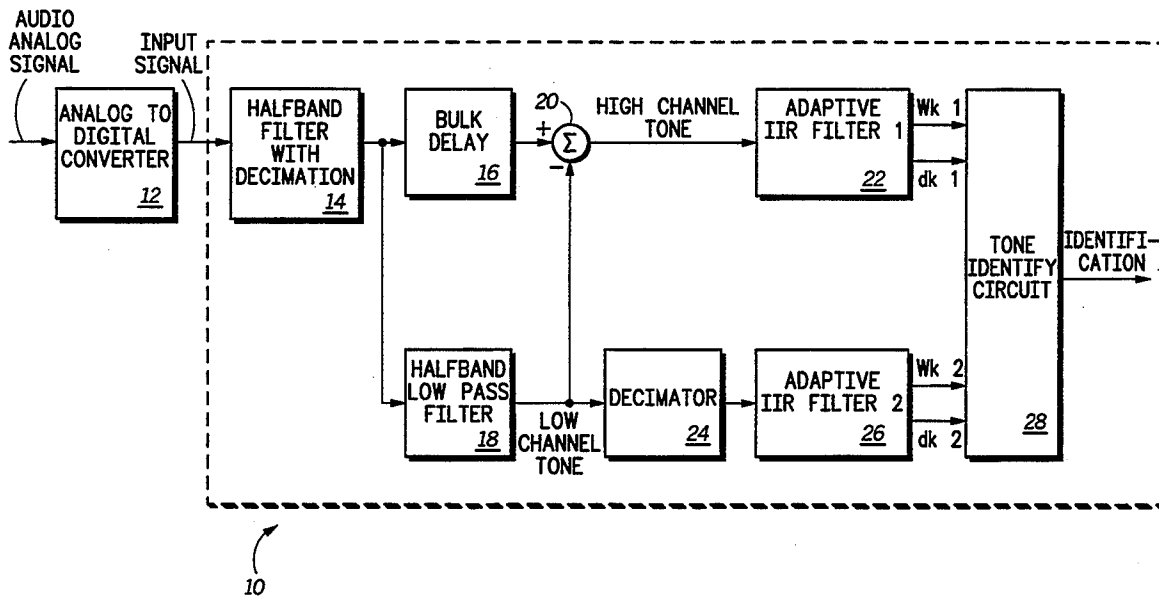 AUDIO
ANALOG
SIGNAL
INPUT
SIGNAL
ANALOG TO
DIGITAL
CONVERTER
12
HALFBAND
FILTER
WITH
DECIMATION
14
BULK
DELAY
16
20
+
Σ
−
HIGH CHANNEL
TONE
ADAPTIVE
IIR FILTER 1
22
Wk 1
dk 1
TONE
IDENTIFY
CIRCUIT
28
IDENTIFI-
CATION
HALFBAND
LOW PASS
FILTER
18
LOW
CHANNEL
TONE
DECIMATOR
24
ADAPTIVE
IIR FILTER 2
26
Wk 2
dk 2
10